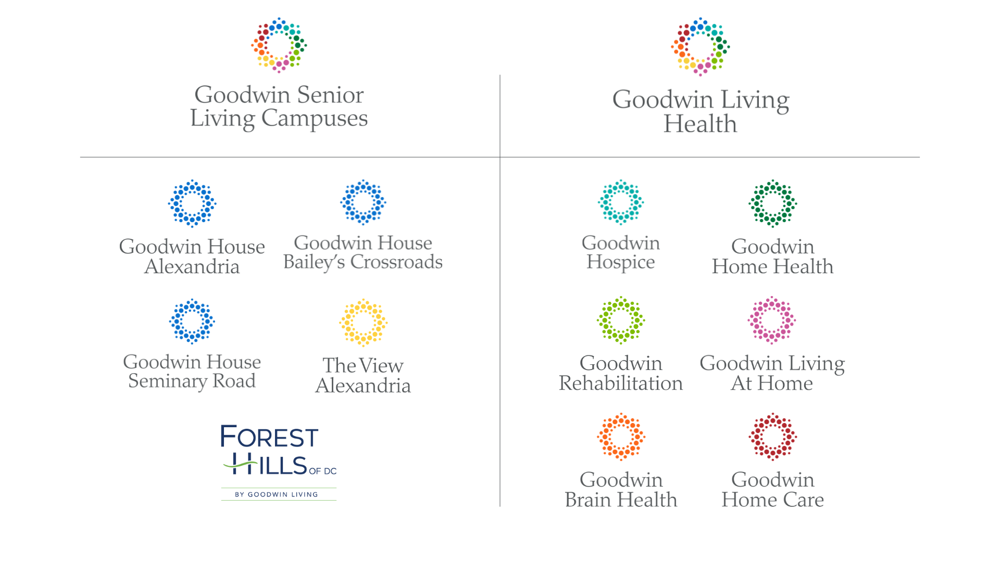 Goodwin Senior
Living Campuses
Goodwin Living
Health
Goodwin House
Alexandria
Goodwin House
Bailey’s Crossroads
Goodwin House
Seminary Road
The View
Alexandria
FOREST
HILLS OF DC
BY GOODWIN LIVING
Goodwin
Hospice
Goodwin
Home Health
Goodwin
Rehabilitation
Goodwin Living
At Home
Goodwin
Brain Health
Goodwin
Home Care